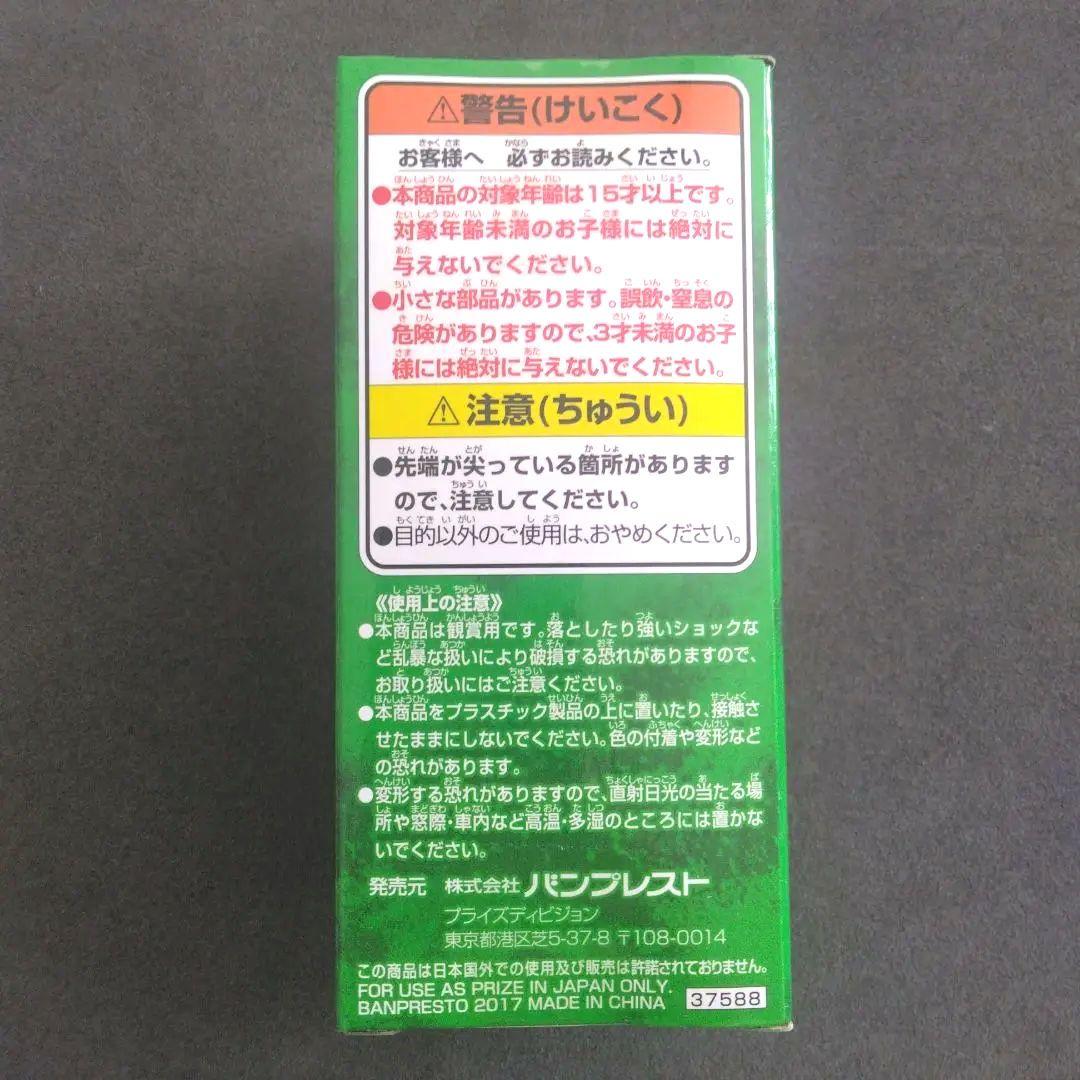 ⚠警告(けいこく)
お客様へ 必ずお読みください。
●本商品の対象年齢は15才以上です。
対象年齢未満のお子様には絶対に
与えないでください。
●小さな部品があります。誤飲・窒息の
危険がありますので、3才未満のお子
様には絶対に与えないでください。
⚠注意(ちゅうい)
●先端が尖っている箇所があります
ので、注意してください。
●目的以外のご使用は、おやめください。
《使用上の注意》
●本商品は観賞用です。落としたり強いショックな
ど乱暴な扱いにより破損する恐れがありますので、
お取り扱いにはご注意ください。
●本商品をプラスチック製品の上に置いたり、接触さ
せたままにしないでください。色の付着や変形など
の恐れがあります。
●変形する恐れがありますので、直射日光の当たる場
所や窓際・車内など高温・多湿のところには置かな
いでください。
発売元 株式会社 バンプレスト
プライズディビジョン
東京都港区芝5-37-8 〒108-0014
この商品は日本国外での使用及び販売は許諾されておりません。
FOR USE AS PRIZE IN JAPAN ONLY.
BANPRESTO 2017 MADE IN CHINA 37588